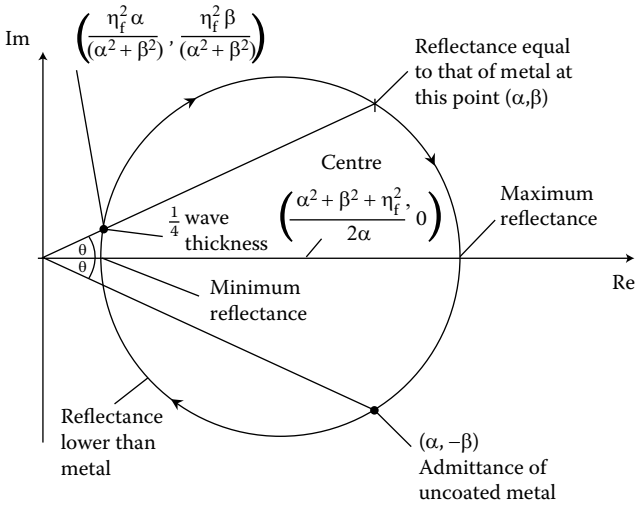 Im
(η_f^2 α / (α^2 + β^2), η_f^2 β / (α^2 + β^2))
Reflectance equal
to that of metal at
this point (α,β)
Centre
(α^2 + β^2 + η_f^2 / 2α, 0)
Maximum
reflectance
1/4 wave
thickness
θ
θ
Re
Minimum
reflectance
Reflectance
lower than
metal
(α, −β)
Admittance of
uncoated metal